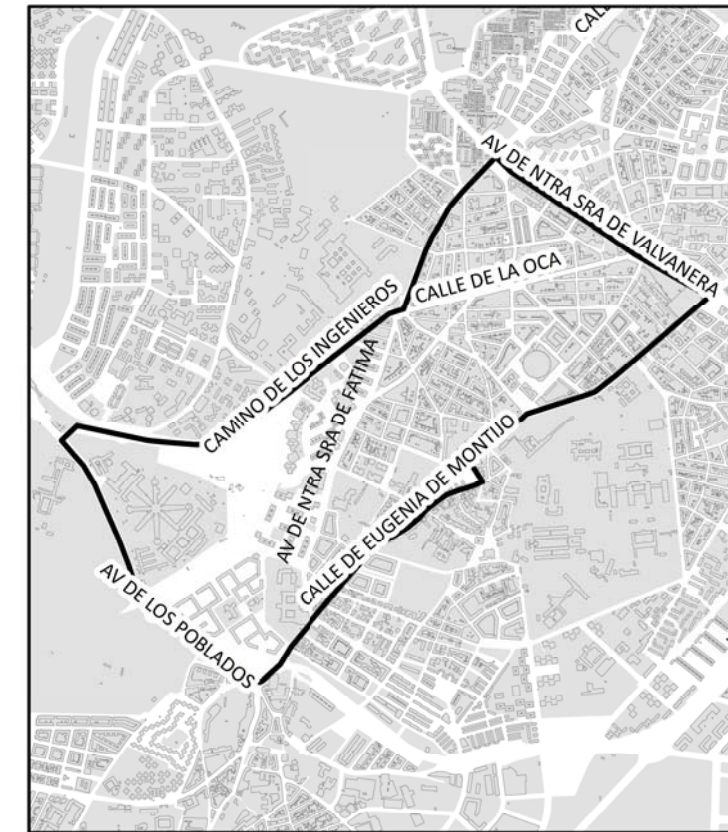 CALLE
AV DE NTRA SRA DE VALVANERA
CALLE DE LA OCA
CAMINO DE LOS INGENIEROS
AV DE NTRA SRA DE FATIMA
CALLE DE EUGENIA DE MONTIJO
AV DE LOS POBLADOS